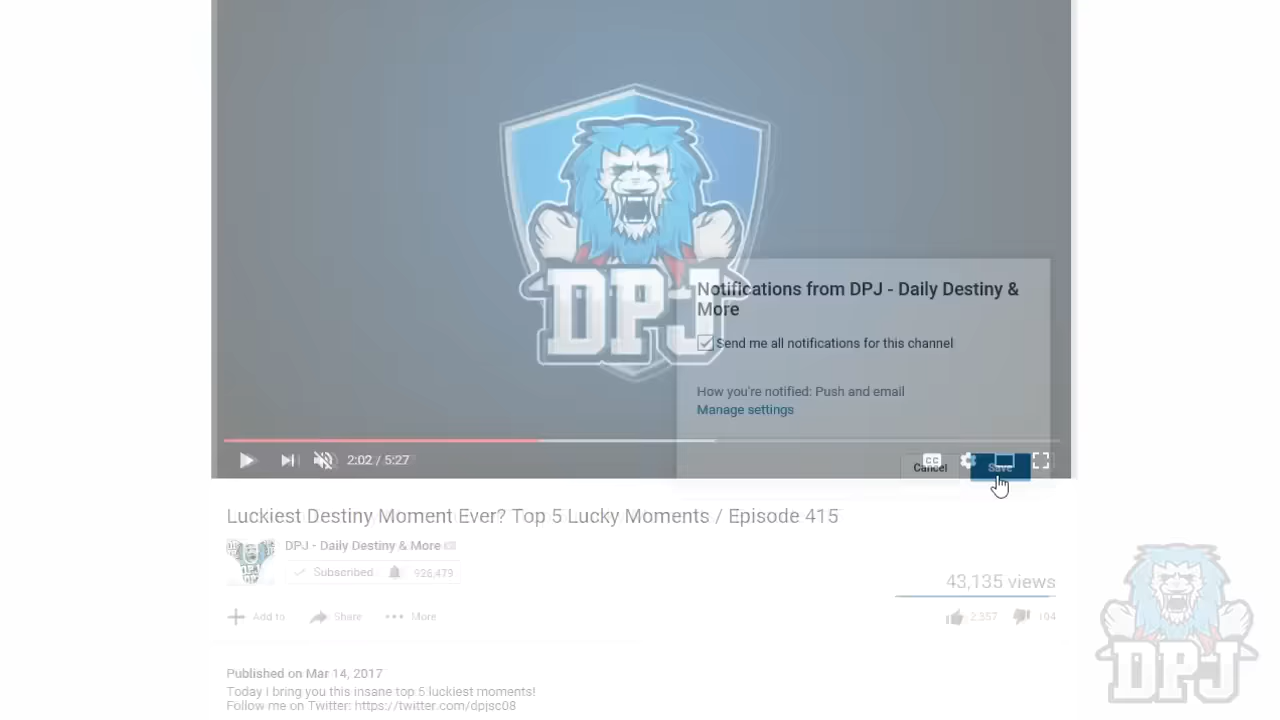 DPJ
Notifications from DPJ - Daily Destiny &
More
Send me all notifications for this channel
How you're notified: Push and email
Manage settings
2:02 / 5:27
CC
Cancel
Save
Luckiest Destiny Moment Ever? Top 5 Lucky Moments / Episode 415
DPJ - Daily Destiny & More
Subscribed
926,479
43,135 views
Add to
Share
More
2,357
104
Published on Mar 14, 2017
Today I bring you this insane top 5 luckiest moments!
Follow me on Twitter: https://twitter.com/dpjsc08
DPJ